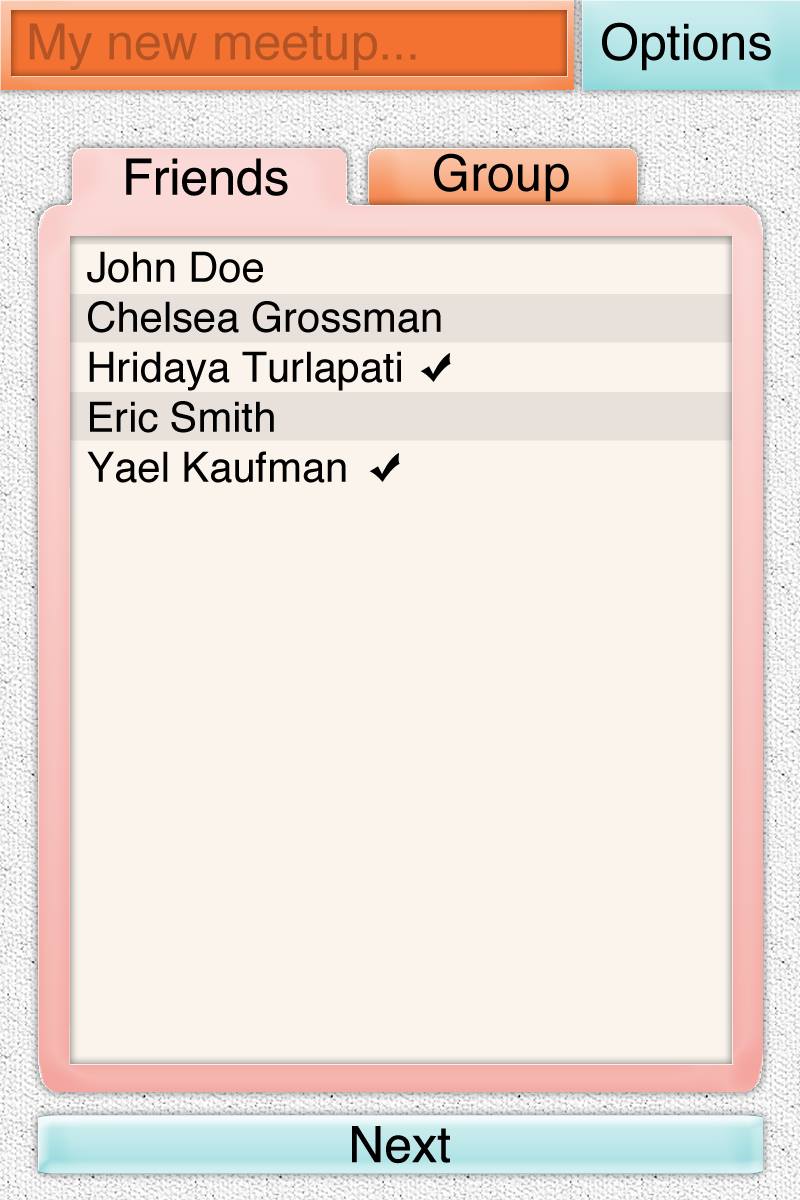 My new meetup...
Options
Friends
Group
John Doe
Chelsea Grossman
Hridaya Turlapati ✔
Eric Smith
Yael Kaufman ✔
Next